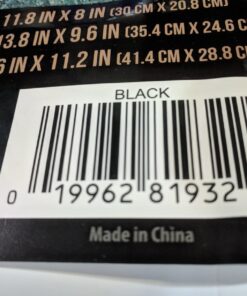 11.8 IN X 8 IN (30 CM X 20.8 CM)
13.8 IN X 9.6 IN (35.4 CM X 24.6
6 IN X 11.2 IN (41.4 CM X 28.8 C
BLACK
0 19962 81932
Made in China